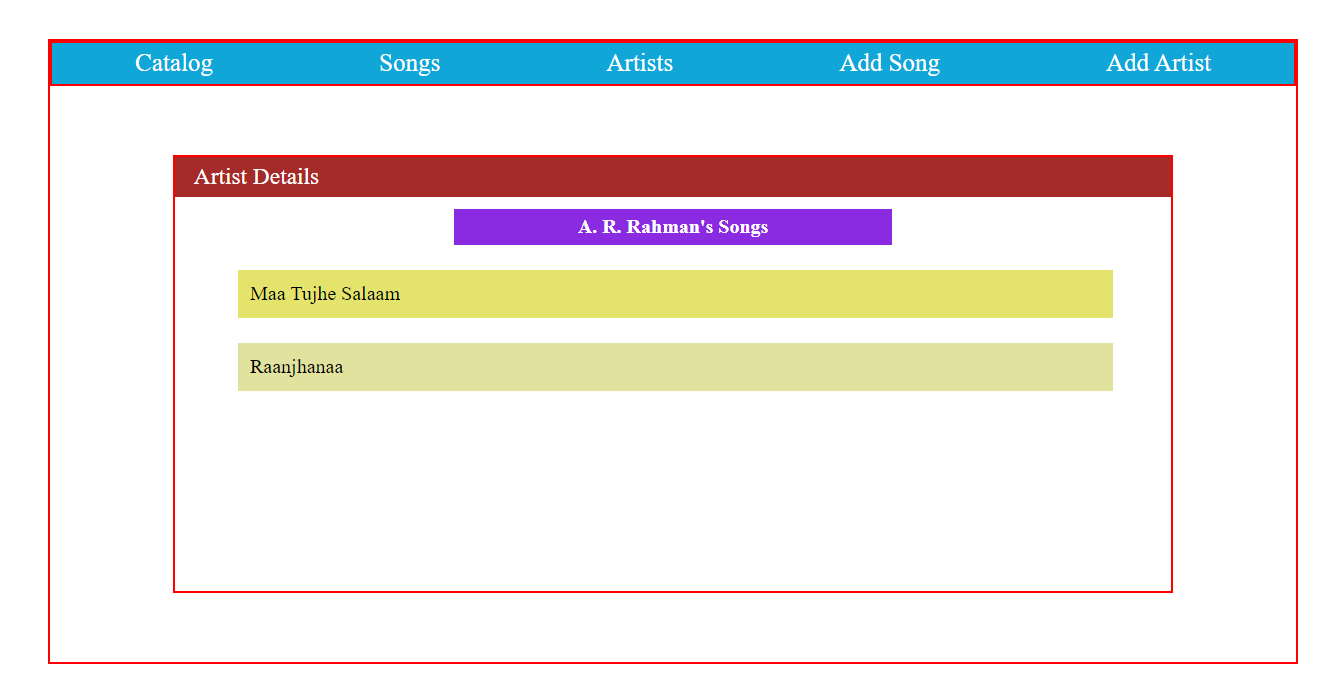 Catalog Songs Artists Add Song Add Artist
Artist Details
A. R. Rahman's Songs
Maa Tujhe Salaam
Raanjhanaa